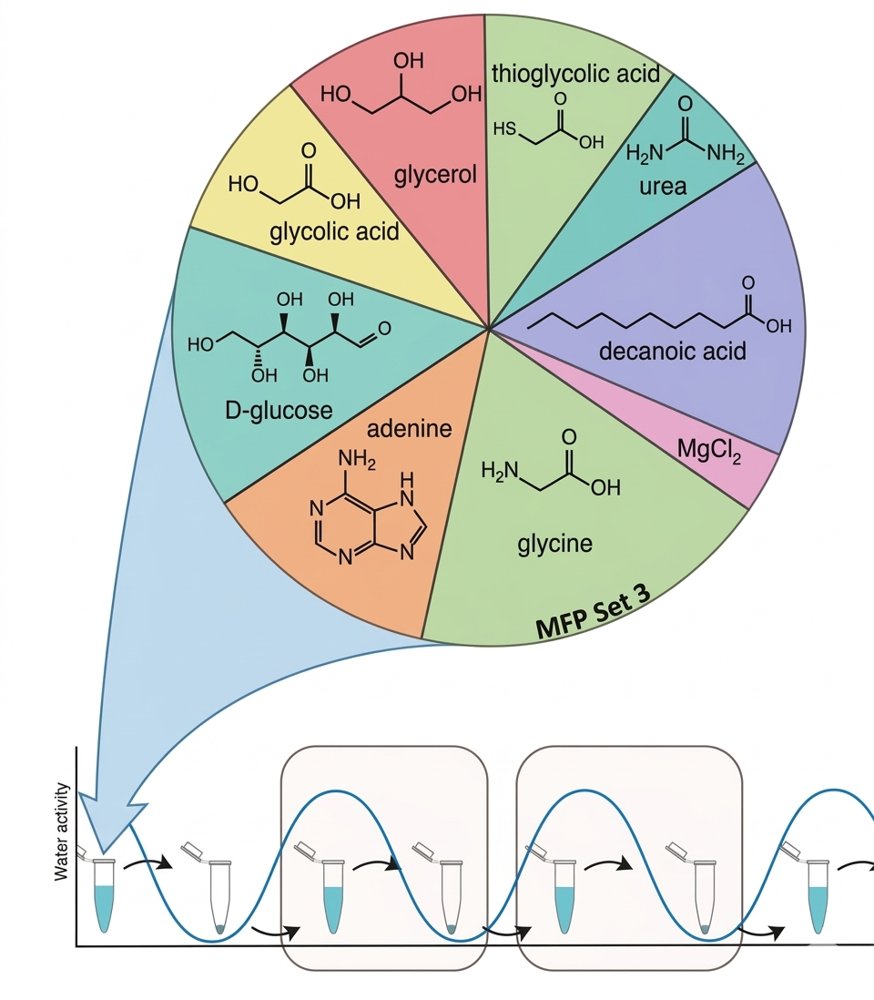 OH
HO
OH
glycerol
thioglycolic acid
O
HS
OH
O
H₂N
NH₂
urea
O
HO
OH
glycolic acid
O
OH
decanoic acid
OH
OH
HO
O
OH
OH
D-glucose
MgCl₂
adenine
NH₂
N
N
H
N
N
O
H₂N
OH
glycine
MFP Set 3
Water activity